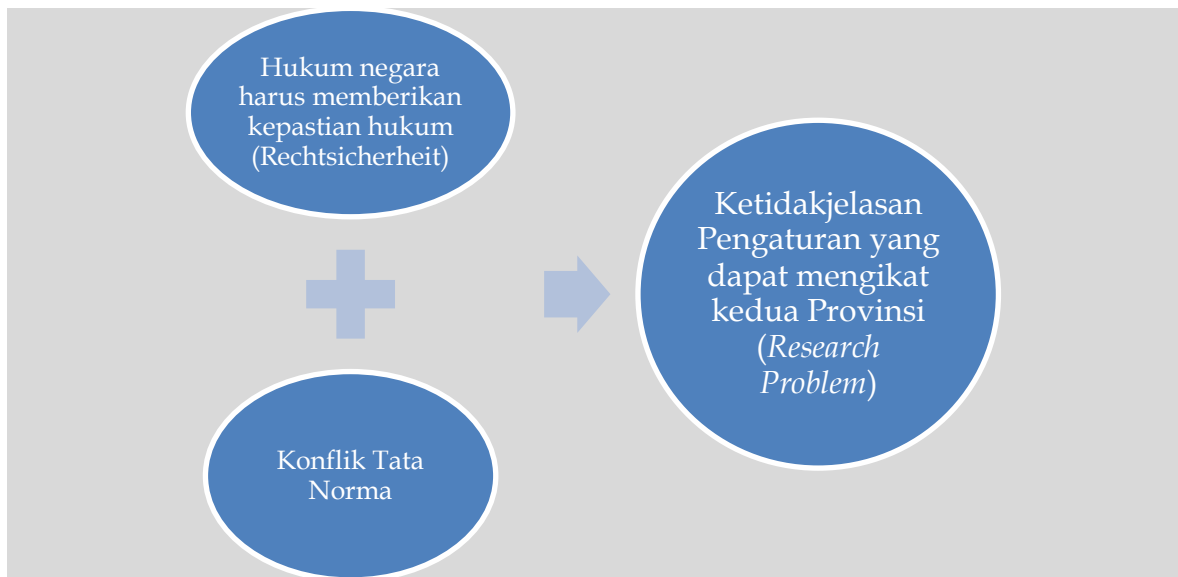 Hukum negara
harus memberikan
kepastian hukum
(Rechtsicherheit)
Konflik Tata
Norma
Ketidakjelasan
Pengaturan yang
dapat mengikat
kedua Provinsi
(Research
Problem)